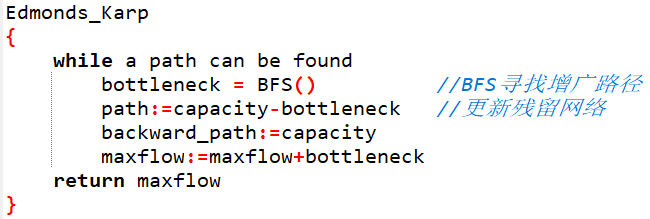 Edmonds_Karp
{
    while a path can be found
        bottleneck = BFS()          //BFS寻找增广路径
        path:=capacity-bottleneck   //更新残留网络
        backward_path:=capacity
        maxflow:=maxflow+bottleneck
    return maxflow
}